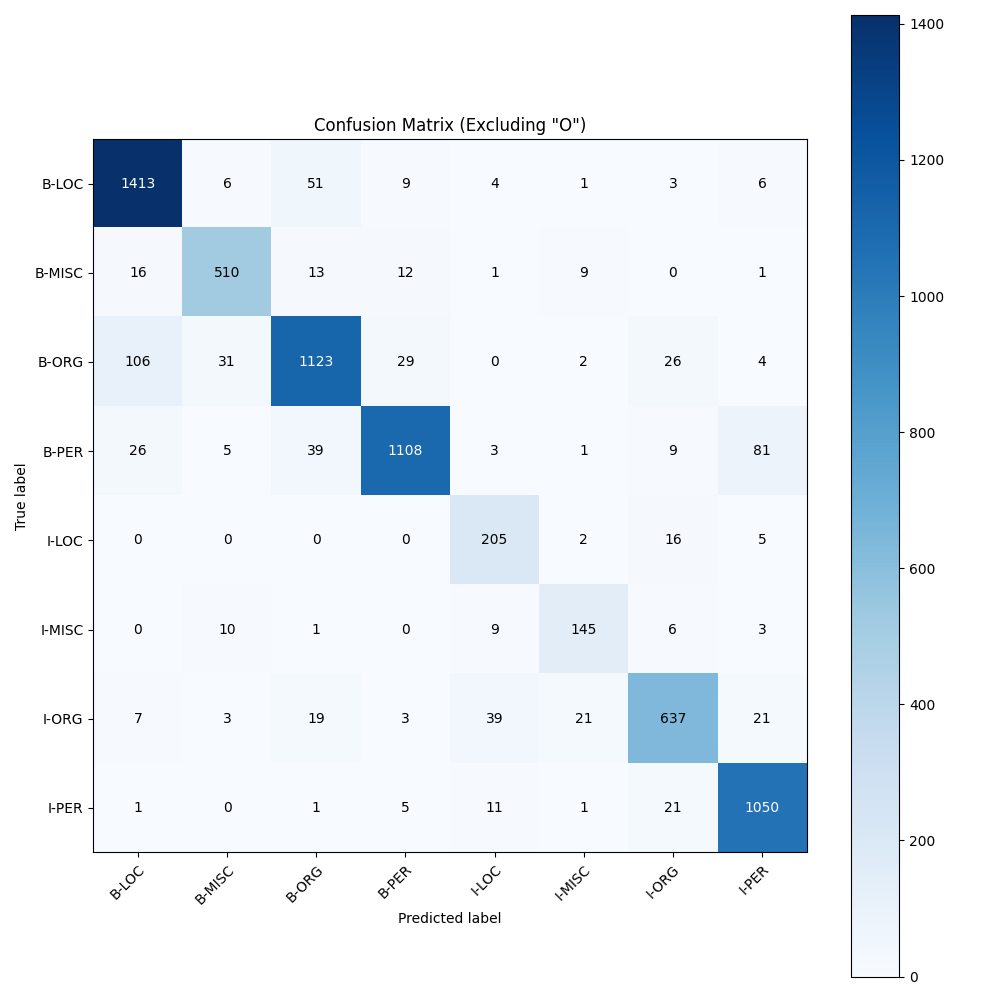 Confusion Matrix (Excluding "O")
B-LOC 1413 6 51 9 4 1 3 6
B-MISC 16 510 13 12 1 9 0 1
B-ORG 106 31 1123 29 0 2 26 4
B-PER 26 5 39 1108 3 1 9 81
I-LOC 0 0 0 0 205 2 16 5
I-MISC 0 10 1 0 9 145 6 3
I-ORG 7 3 19 3 39 21 637 21
I-PER 1 0 1 5 11 1 21 1050
True label
B-LOC B-MISC B-ORG B-PER I-LOC I-MISC I-ORG I-PER
Predicted label
1400
1200
1000
800
600
400
200
0